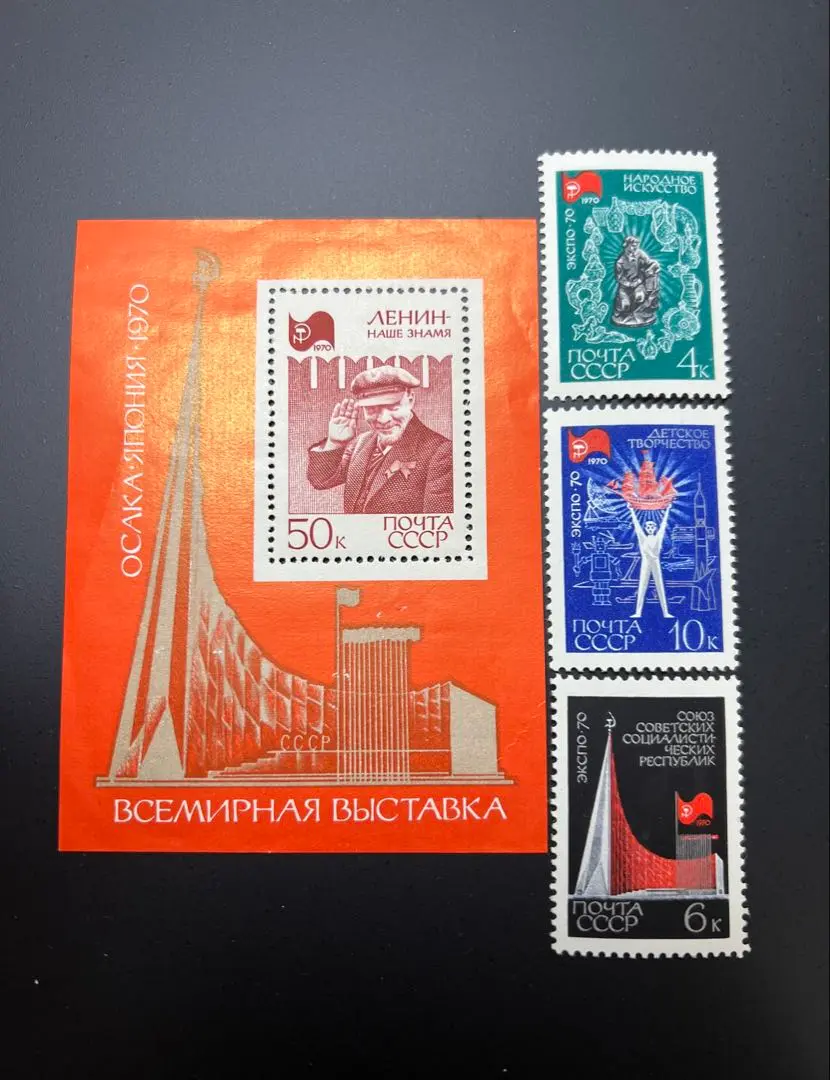 ОСАКА·ЯПОНИЯ·1970
1970
ЛЕНИН-
НАШЕ ЗНАМЯ
50к
ПОЧТА
СССР
СССР
ВСЕМИРНАЯ ВЫСТАВКА
1970
НАРОДНОЕ
ИСКУССТВО
ЭКСПО·70
ПОЧТА
СССР
4к
1970
ДЕТСКОЕ
ТВОРЧЕСТВО
ЭКСПО·70
ПОЧТА
СССР
10к
ЭКСПО·70
СОЮЗ
СОВЕТСКИХ
СОЦИАЛИСТИ-
ЧЕСКИХ
РЕСПУБЛИК
1970
ПОЧТА
СССР
6к